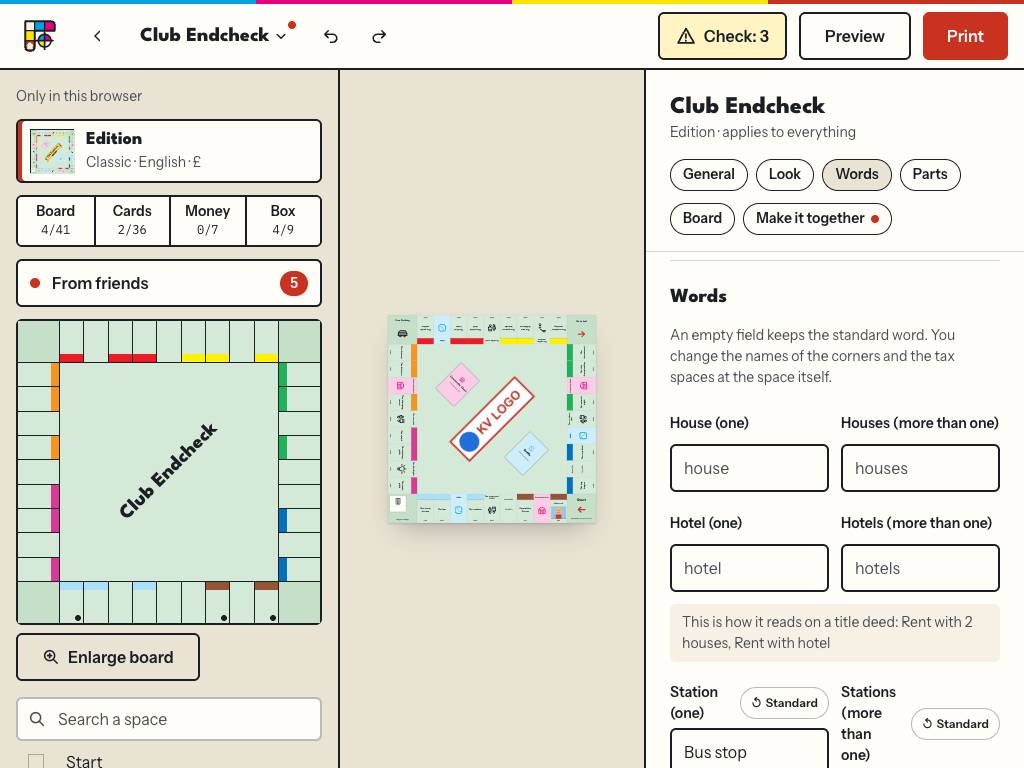 Club Endcheck
Check: 3
Preview
Print
Only in this browser
Edition
Classic · English · £
Board
4/41
Cards
2/36
Money
0/7
Box
4/9
From friends
5
Club Endcheck
Enlarge board
Search a space
Start
KV LOGO
Club Endcheck
Edition · applies to everything
General
Look
Words
Parts
Board
Make it together
Words
An empty field keeps the standard word. You
change the names of the corners and the tax
spaces at the space itself.
House (one)
Houses (more than one)
house
houses
Hotel (one)
Hotels (more than one)
hotel
hotels
This is how it reads on a title deed: Rent with 2
houses, Rent with hotel
Station
(one)
Standard
Stations
(more
than
one)
Standard
Bus stop